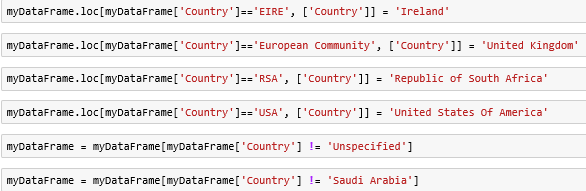 myDataFrame.loc[myDataFrame['Country']=='EIRE', ['Country']] = 'Ireland'
myDataFrame.loc[myDataFrame['Country']=='European Community', ['Country']] = 'United Kingdom'
myDataFrame.loc[myDataFrame['Country']=='RSA', ['Country']] = 'Republic of South Africa'
myDataFrame.loc[myDataFrame['Country']=='USA', ['Country']] = 'United States Of America'
myDataFrame = myDataFrame[myDataFrame['Country'] != 'Unspecified']
myDataFrame = myDataFrame[myDataFrame['Country'] != 'Saudi Arabia']